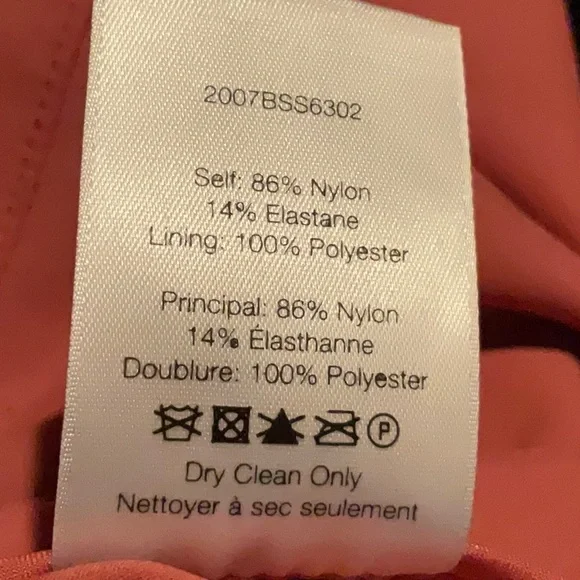 2007BSS6302
Self: 86% Nylon
14% Elastane
Lining: 100% Polyester
Principal: 86% Nylon
14% Élasthanne
Doublure: 100% Polyester
P
Dry Clean Only
Nettoyer à sec seulement